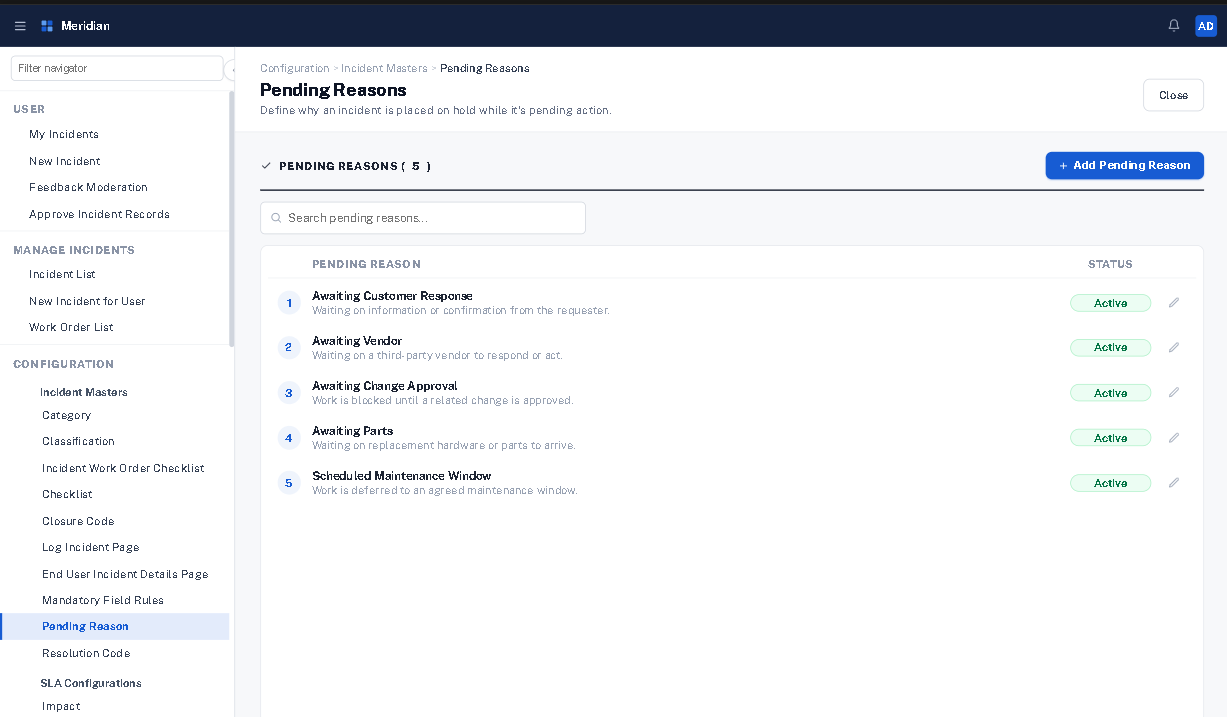 Meridian
AD
Filter navigator
USER
My Incidents
New Incident
Feedback Moderation
Approve Incident Records
MANAGE INCIDENTS
Incident List
New Incident for User
Work Order List
CONFIGURATION
Incident Masters
Category
Classification
Incident Work Order Checklist
Checklist
Closure Code
Log Incident Page
End User Incident Details Page
Mandatory Field Rules
Pending Reason
Resolution Code
SLA Configurations
Impact
Configuration > Incident Masters > Pending Reasons
Pending Reasons
Define why an incident is placed on hold while it's pending action.
Close
PENDING REASONS ( 5 )
+ Add Pending Reason
Search pending reasons...
PENDING REASON STATUS
1 Awaiting Customer Response Active
Waiting on information or confirmation from the requester.
2 Awaiting Vendor Active
Waiting on a third-party vendor to respond or act.
3 Awaiting Change Approval Active
Work is blocked until a related change is approved.
4 Awaiting Parts Active
Waiting on replacement hardware or parts to arrive.
5 Scheduled Maintenance Window Active
Work is deferred to an agreed maintenance window.